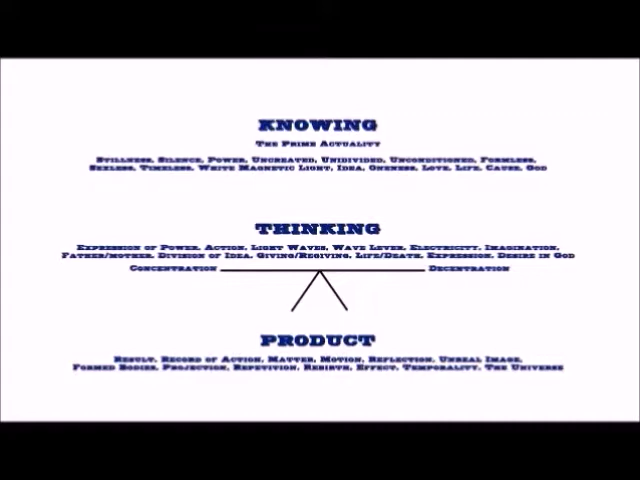 KNOWING
THE PRIME ACTUALITY
STILLNESS, SILENCE, POWER, UNCREATED, UNDIVIDED, UNCONDITIONED, FORMLESS,
SEXLESS, TIMELESS, WHITE MAGNETIC LIGHT, IDEA, ONENESS, LOVE, LIFE, CAUSE, GOD
THINKING
EXPRESSION OF POWER, ACTION, LIGHT WAVES, WAVE LEVER, ELECTRICITY, IMAGINATION,
FATHER/MOTHER, DIVISION OF IDEA, GIVING/REGIVING, LIFE/DEATH, EXPRESSION, DESIRE IN GOD
CONCENTRATION DECENTRATION
PRODUCT
RESULT, RECORD OF ACTION, MATTER, MOTION, REFLECTION, UNREAL IMAGE,
FORMED BODIES, PROJECTION, REPETITION, REBIRTH, EFFECT, TEMPORALITY, THE UNIVERSE